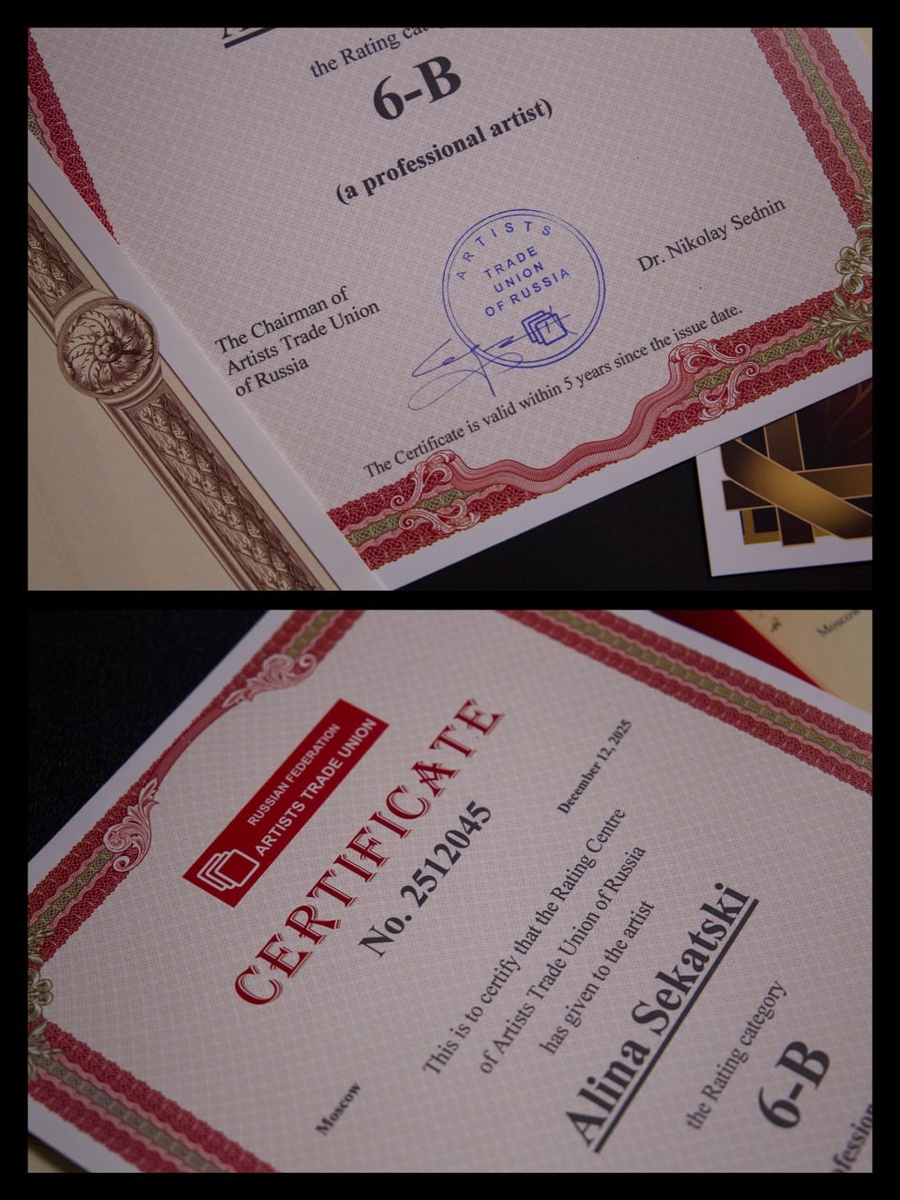 the Rating
6-B
(a professional artist)
The Chairman of
Artists Trade Union
of Russia
ARTISTS
TRADE
UNION
OF RUSSIA
Dr. Nikolay Sednin
The Certificate is valid within 5 years since the issue date.
Moscow
RUSSIAN FEDERATION
ARTISTS TRADE UNION
CERTIFICATE
No. 2512045
Moscow
December 12, 2025
This is to certify that the Rating Centre
of Artists Trade Union of Russia
has given to the artist
Alina Sekatski
the Rating category
6-B